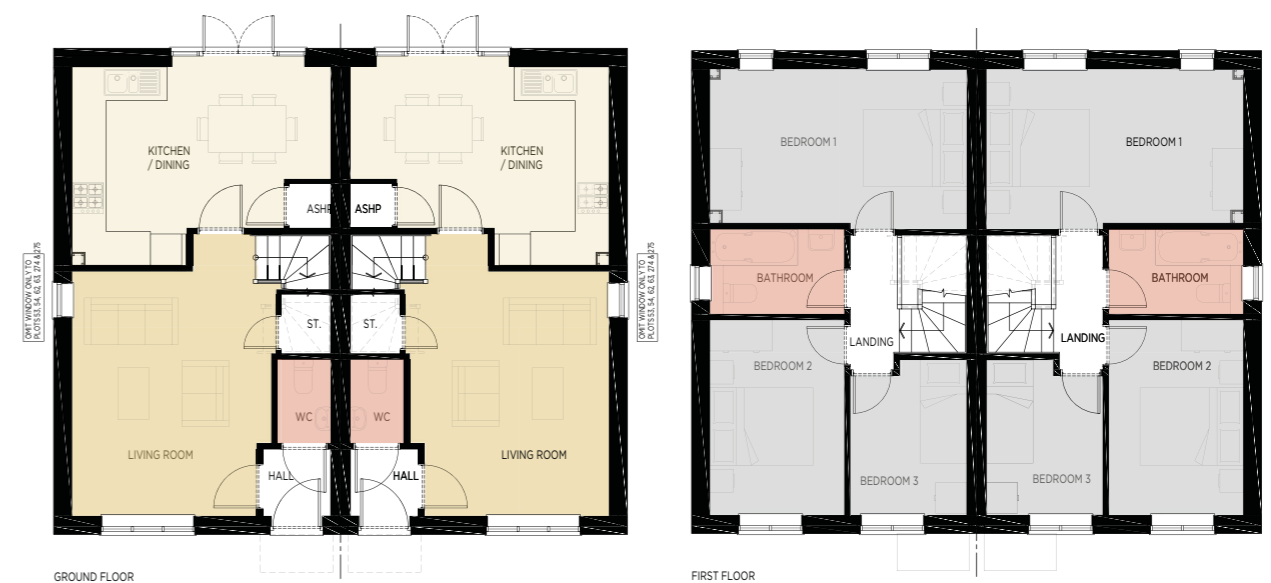 KITCHEN
/ DINING
KITCHEN
/ DINING
ASHP
ASHP
ST.
ST.
WC
WC
LIVING ROOM
LIVING ROOM
HALL
HALL
OMIT WINDOW ONLY TO
PLOTS 53, 54, 62, 63, 274 & 275
OMIT WINDOW ONLY TO
PLOTS 53, 54, 62, 63, 274 & 275
GROUND FLOOR
BEDROOM 1
BEDROOM 1
BATHROOM
BATHROOM
LANDING
LANDING
BEDROOM 2
BEDROOM 2
BEDROOM 3
BEDROOM 3
FIRST FLOOR